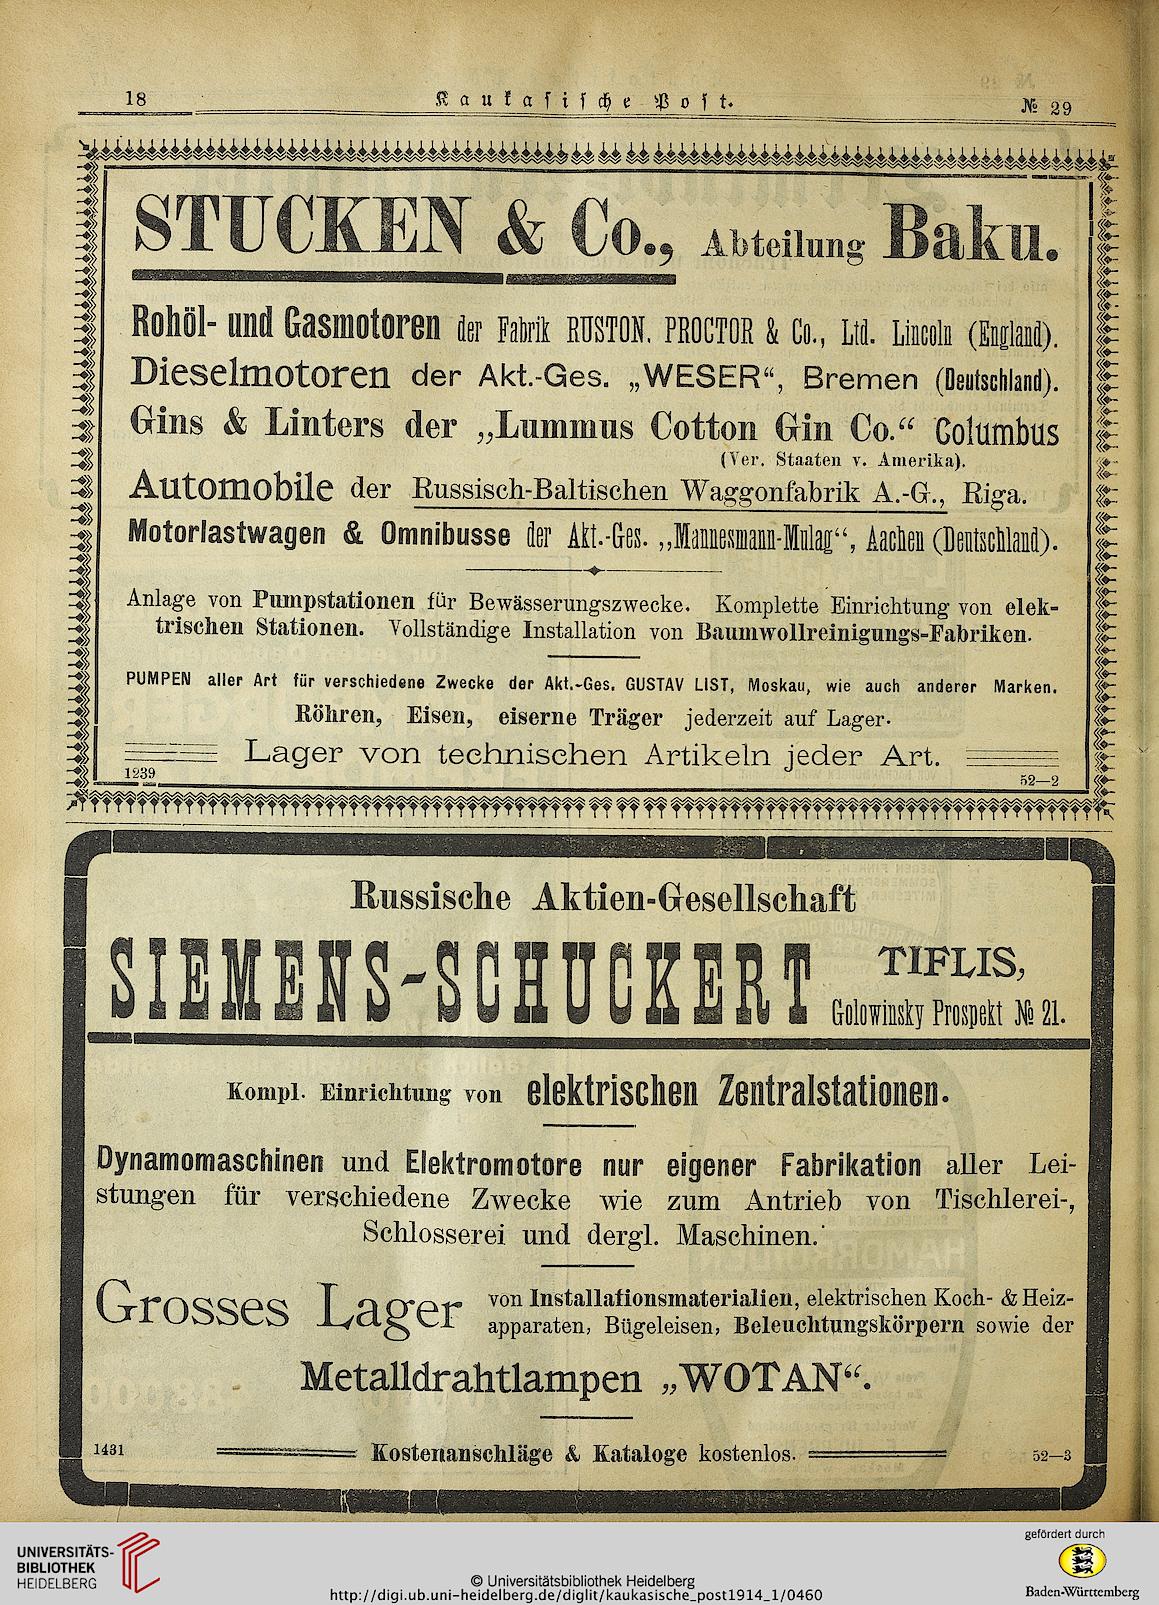 18
Kaukasische Post.
№ 29
STUCKEN & Co., Abteilung Baku.
Rohöl- und Gasmotoren der Fabrik RUSTON, PROCTOR & Co., Ltd. Lincoln (England).
Dieselmotoren der Akt.-Ges. „WESER“, Bremen (Deutschland).
Gins & Linters der „Lummus Cotton Gin Co.“ Columbus
(Ver. Staaten v. Amerika).
Automobile der Russisch-Baltischen Waggonfabrik A.-G., Riga.
Motorlastwagen & Omnibusse der Akt.-Ges. „Mannesmann-Mulag“, Aachen (Deutschland).
Anlage von Pumpstationen für Bewässerungszwecke. Komplette Einrichtung von elek-
trischen Stationen. Vollständige Installation von Baumwollreinigungs-Fabriken.
PUMPEN aller Art für verschiedene Zwecke der Akt.-Ges. GUSTAV LIST, Moskau, wie auch anderer Marken.
Röhren, Eisen, eiserne Träger jederzeit auf Lager.
Lager von technischen Artikeln jeder Art.
1239
52—2
Russische Aktien-Gesellschaft
SIEMENS-SCHUCKERT TIFLIS,
Golowinsky Prospekt № 21.
Kompl. Einrichtung von elektrischen Zentralstationen.
Dynamomaschinen und Elektromotore nur eigener Fabrikation aller Lei-
stungen für verschiedene Zwecke wie zum Antrieb von Tischlerei-,
Schlosserei und dergl. Maschinen.
Grosses Lager von Installationsmaterialien, elektrischen Koch- & Heiz-
apparaten, Bügeleisen, Beleuchtungskörpern sowie der
Metalldrahtlampen „WOTAN“.
1431
Kostenanschläge & Kataloge kostenlos.
52—3
UNIVERSITÄTS-
BIBLIOTHEK
HEIDELBERG
© Universitätsbibliothek Heidelberg
http://digi.ub.uni-heidelberg.de/diglit/kaukasische_post1914_1/0460
gefördert durch
Baden-Württemberg